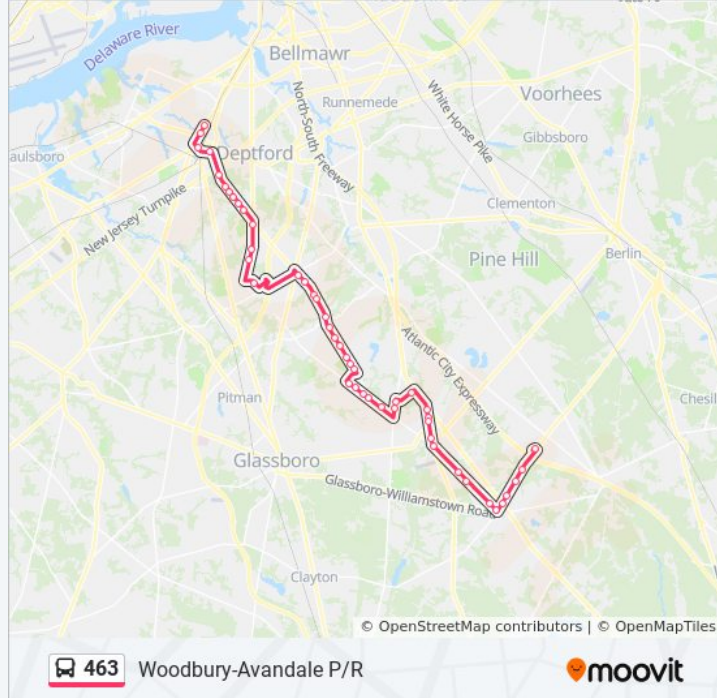 Delaware River
Bellmawr
Runnemede
Voorhees
North-South Freeway
White Horse Pike
Gibbsboro
aulsboro
Deptford
New Jersey Turnpike
Clementon
Pine Hill
Berlin
Atlantic City Expressway
Pitman
Chesil
Glassboro
Glassboro-Williamstown Road
Clayton
© OpenStreetMap contributors | © OpenMapTiles
463 Woodbury-Avandale P/R
moovit